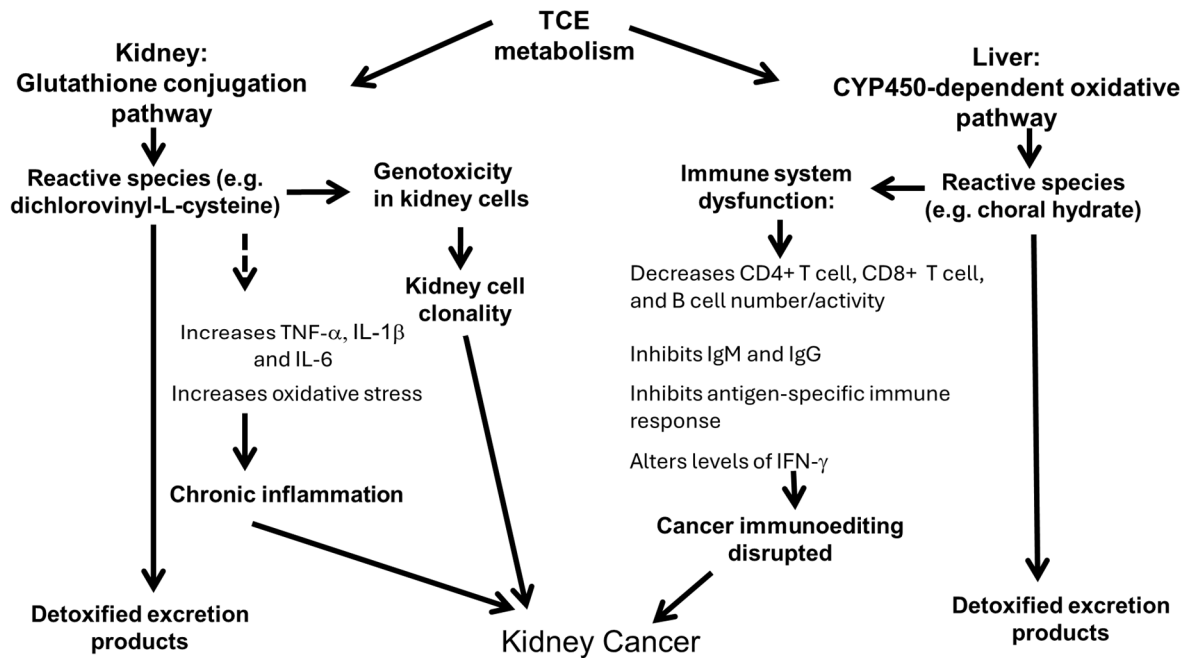 TCE
metabolism
Kidney:
Glutathione conjugation
pathway
Liver:
CYP450-dependent oxidative
pathway
Reactive species (e.g.
dichlorovinyl-L-cysteine)
Genotoxicity
in kidney cells
Immune system
dysfunction:
Reactive species
(e.g. choral hydrate)
Kidney cell
clonality
Decreases CD4+ T cell, CD8+ T cell,
and B cell number/activity
Increases TNF-α, IL-1β
and IL-6
Increases oxidative stress
Inhibits IgM and IgG
Inhibits antigen-specific immune
response
Alters levels of IFN-γ
Chronic inflammation
Cancer immunoediting
disrupted
Detoxified excretion
products
Kidney Cancer
Detoxified excretion
products